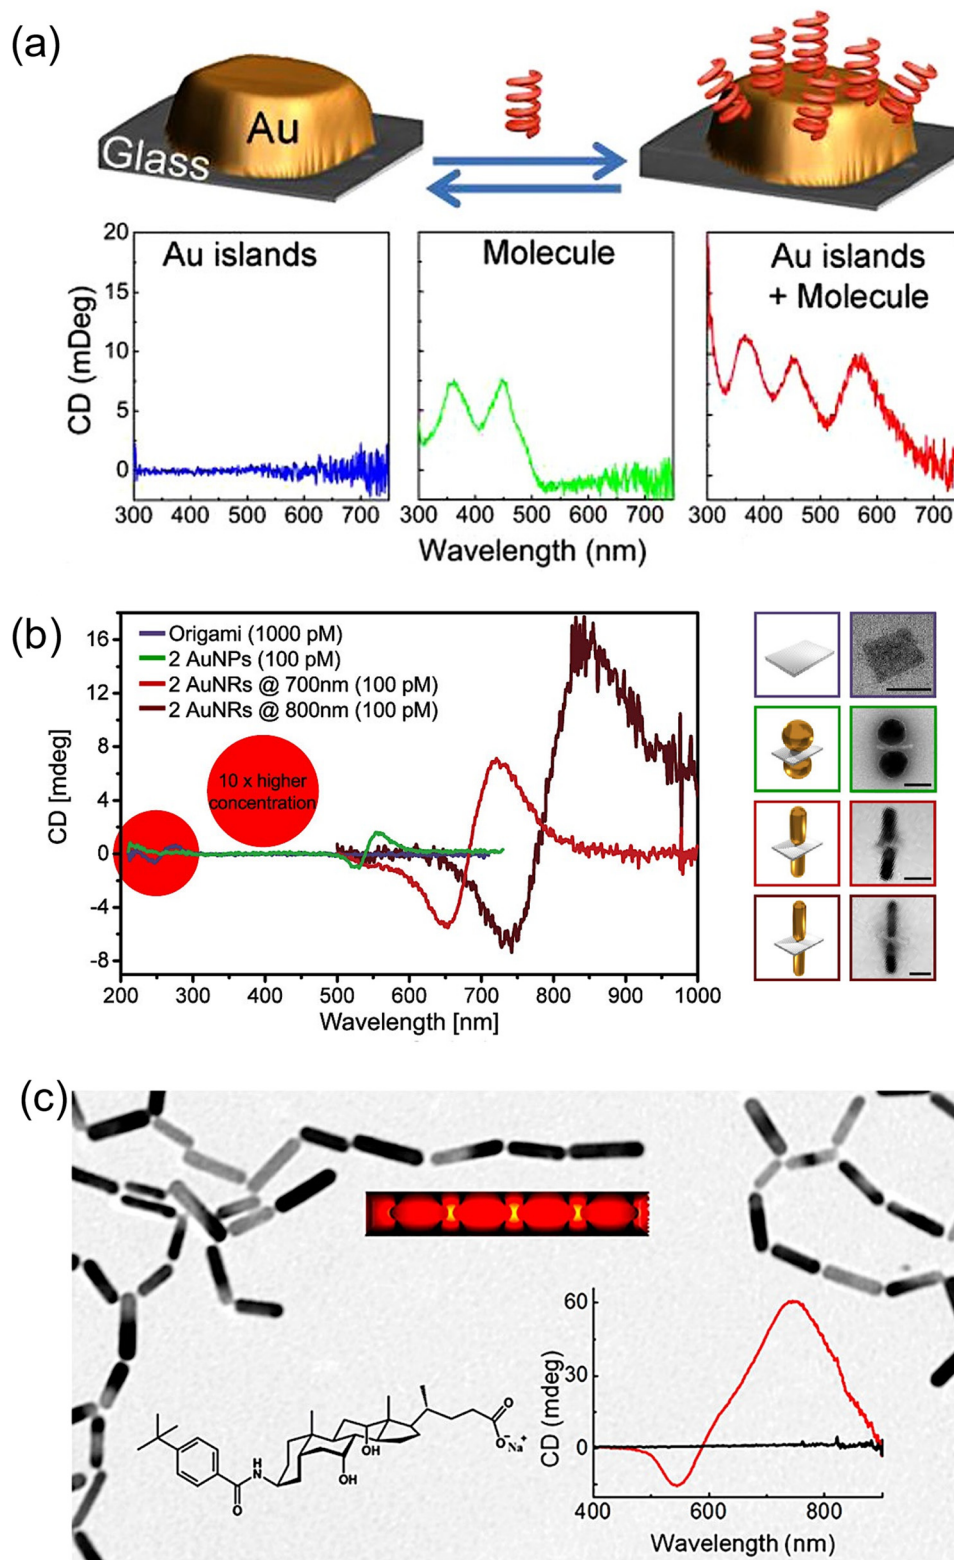 (a)
Glass
Au
Au islands
Molecule
Au islands
+ Molecule
CD (mDeg)
20
15
10
5
0
300 400 500 600 700
300 400 500 600 700
300 400 500 600 700
Wavelength (nm)
(b)
Origami (1000 pM)
2 AuNPs (100 pM)
2 AuNRs @ 700nm (100 pM)
2 AuNRs @ 800nm (100 pM)
10 x higher
concentration
CD [mdeg]
16
12
8
4
0
-4
-8
200 300 400 500 600 700 800 900 1000
Wavelength [nm]
(c)
O
O⁻Na⁺
OH
OH
H
N
O
CD (mdeg)
60
30
0
400 600 800
Wavelength (nm)